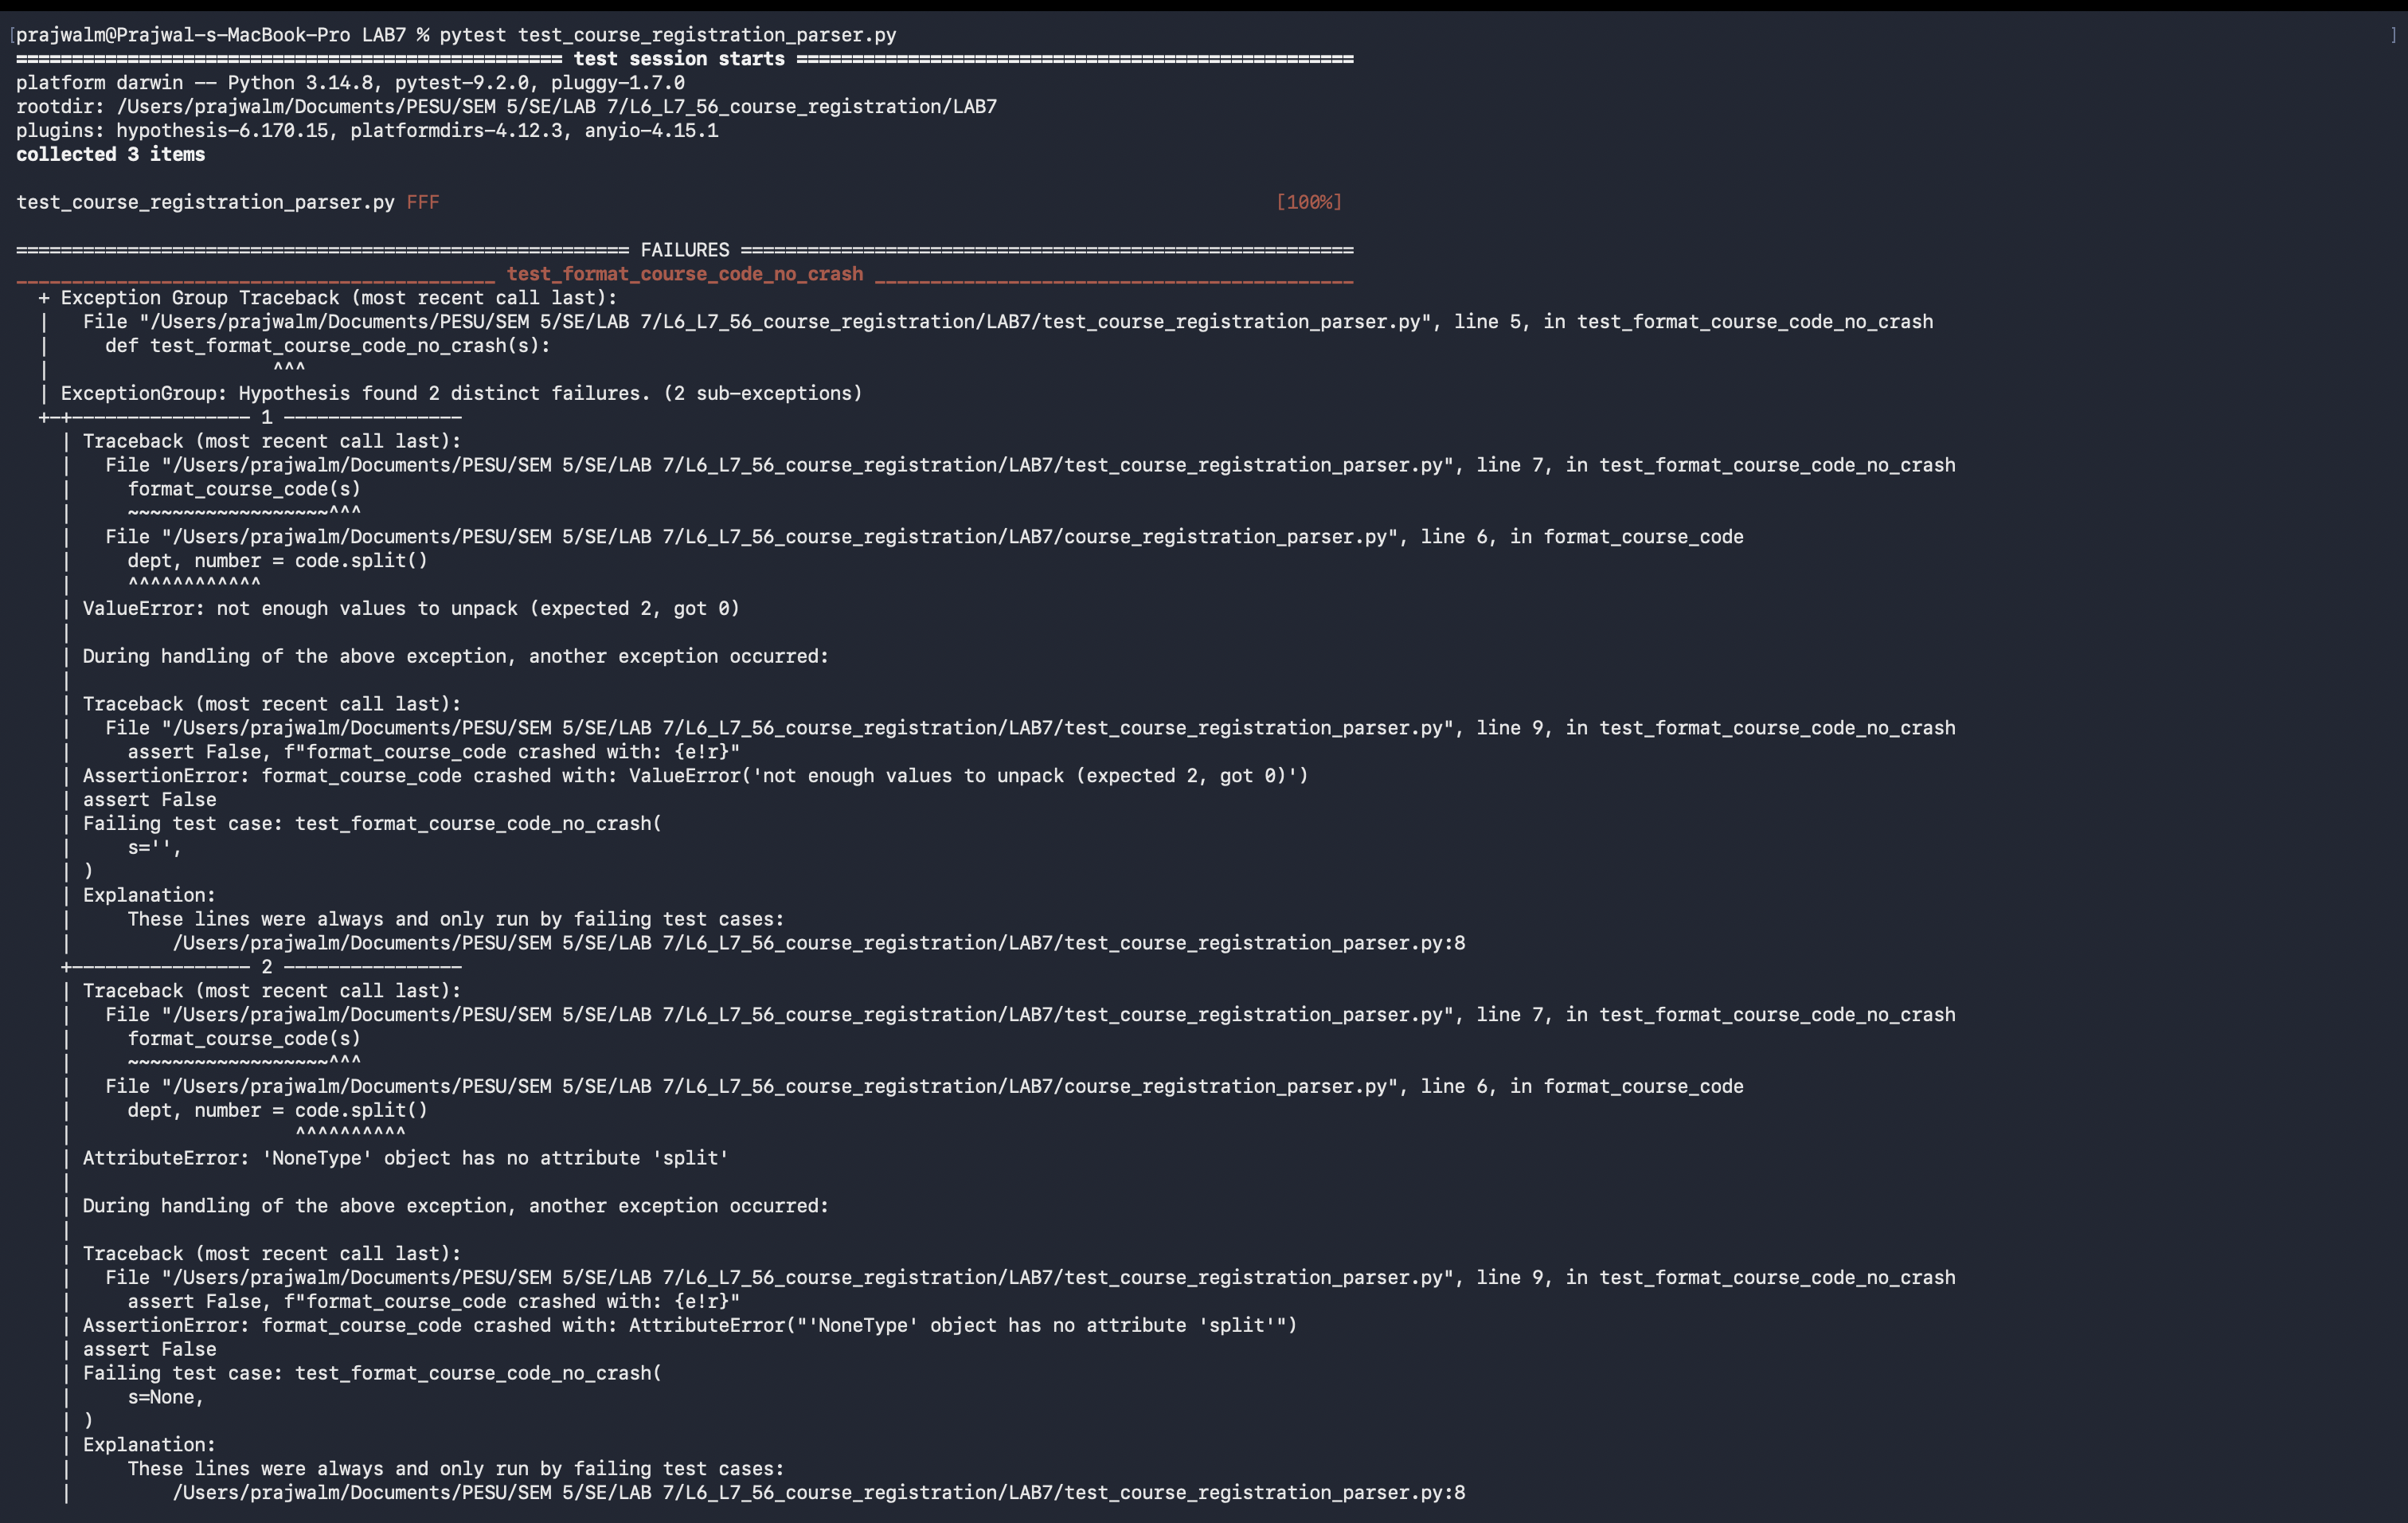 [prajwalm@Prajwal-s-MacBook-Pro LAB7 % pytest test_course_registration_parser.py ]
================================================= test session starts ==================================================
platform darwin -- Python 3.14.8, pytest-9.2.0, pluggy-1.7.0
rootdir: /Users/prajwalm/Documents/PESU/SEM 5/SE/LAB 7/L6_L7_56_course_registration/LAB7
plugins: hypothesis-6.170.15, platformdirs-4.12.3, anyio-4.15.1
collected 3 items
test_course_registration_parser.py FFF [100%]
======================================================= FAILURES =======================================================
___________________________________________ test_format_course_code_no_crash ___________________________________________
  + Exception Group Traceback (most recent call last):
  |   File "/Users/prajwalm/Documents/PESU/SEM 5/SE/LAB 7/L6_L7_56_course_registration/LAB7/test_course_registration_parser.py", line 5, in test_format_course_code_no_crash
  |     def test_format_course_code_no_crash(s):
  |                    ^^^
  | ExceptionGroup: Hypothesis found 2 distinct failures. (2 sub-exceptions)
  +-+---------------- 1 ----------------
    | Traceback (most recent call last):
    |   File "/Users/prajwalm/Documents/PESU/SEM 5/SE/LAB 7/L6_L7_56_course_registration/LAB7/test_course_registration_parser.py", line 7, in test_format_course_code_no_crash
    |     format_course_code(s)
    |     ~~~~~~~~~~~~~~~~~~^^^
    |   File "/Users/prajwalm/Documents/PESU/SEM 5/SE/LAB 7/L6_L7_56_course_registration/LAB7/course_registration_parser.py", line 6, in format_course_code
    |     dept, number = code.split()
    |     ^^^^^^^^^^^^
    | ValueError: not enough values to unpack (expected 2, got 0)
    |
    | During handling of the above exception, another exception occurred:
    |
    | Traceback (most recent call last):
    |   File "/Users/prajwalm/Documents/PESU/SEM 5/SE/LAB 7/L6_L7_56_course_registration/LAB7/test_course_registration_parser.py", line 9, in test_format_course_code_no_crash
    |     assert False, f"format_course_code crashed with: {e!r}"
    | AssertionError: format_course_code crashed with: ValueError('not enough values to unpack (expected 2, got 0)')
    | assert False
    | Failing test case: test_format_course_code_no_crash(
    |     s='',
    | )
    | Explanation:
    |     These lines were always and only run by failing test cases:
    |         /Users/prajwalm/Documents/PESU/SEM 5/SE/LAB 7/L6_L7_56_course_registration/LAB7/test_course_registration_parser.py:8
    +---------------- 2 ----------------
    | Traceback (most recent call last):
    |   File "/Users/prajwalm/Documents/PESU/SEM 5/SE/LAB 7/L6_L7_56_course_registration/LAB7/test_course_registration_parser.py", line 7, in test_format_course_code_no_crash
    |     format_course_code(s)
    |     ~~~~~~~~~~~~~~~~~~^^^
    |   File "/Users/prajwalm/Documents/PESU/SEM 5/SE/LAB 7/L6_L7_56_course_registration/LAB7/course_registration_parser.py", line 6, in format_course_code
    |     dept, number = code.split()
    |                    ^^^^^^^^^^
    | AttributeError: 'NoneType' object has no attribute 'split'
    |
    | During handling of the above exception, another exception occurred:
    |
    | Traceback (most recent call last):
    |   File "/Users/prajwalm/Documents/PESU/SEM 5/SE/LAB 7/L6_L7_56_course_registration/LAB7/test_course_registration_parser.py", line 9, in test_format_course_code_no_crash
    |     assert False, f"format_course_code crashed with: {e!r}"
    | AssertionError: format_course_code crashed with: AttributeError("'NoneType' object has no attribute 'split'")
    | assert False
    | Failing test case: test_format_course_code_no_crash(
    |     s=None,
    | )
    | Explanation:
    |     These lines were always and only run by failing test cases:
    |         /Users/prajwalm/Documents/PESU/SEM 5/SE/LAB 7/L6_L7_56_course_registration/LAB7/test_course_registration_parser.py:8